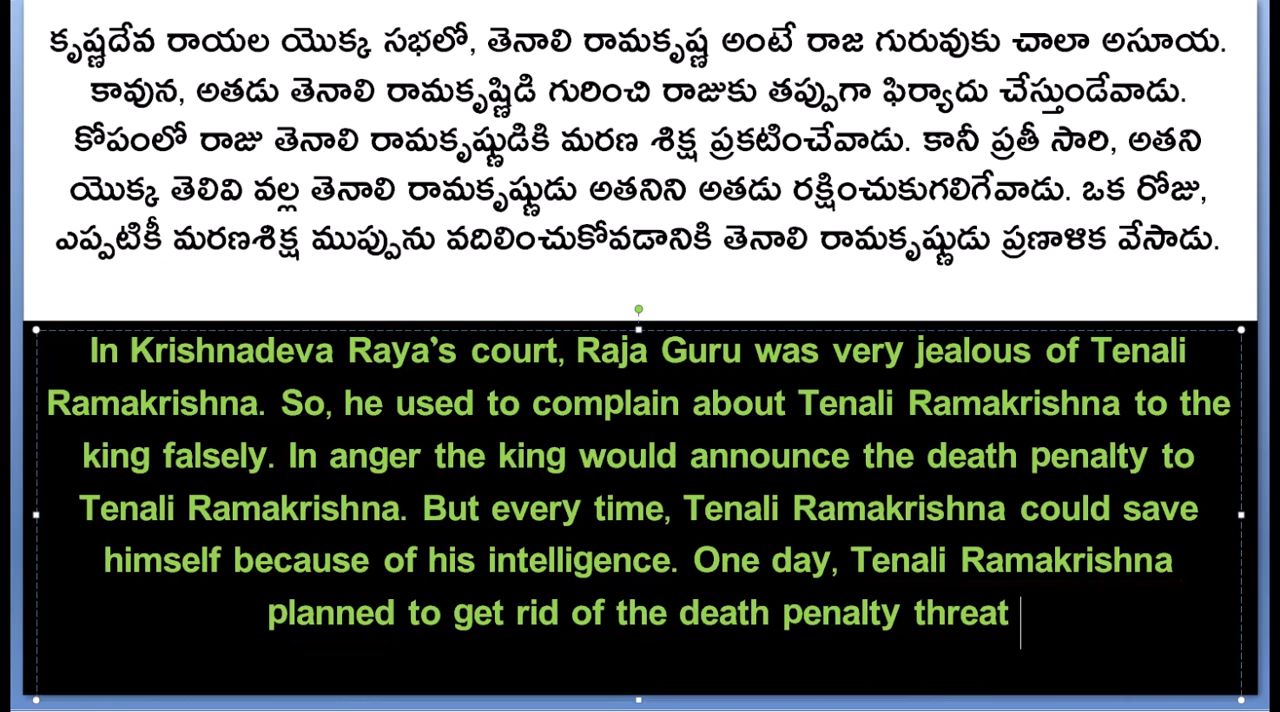 కృష్ణదేవ రాయల యొక్క సభలో, తెనాలి రామకృష్ణ అంటే రాజ గురువుకు చాలా అసూయ.
కావున, అతడు తెనాలి రామకృష్ణిడి గురించి రాజుకు తప్పుగా ఫిర్యాదు చేస్తుండేవాడు.
కోపంలో రాజు తెనాలి రామకృష్ణుడికి మరణ శిక్ష ప్రకటించేవాడు. కానీ ప్రతీ సారి, అతని
యొక్క తెలివి వల్ల తెనాలి రామకృష్ణుడు అతనిని అతడు రక్షించుకుగలిగేవాడు. ఒక రోజు,
ఎప్పటికీ మరణశిక్ష ముప్పును వదిలించుకోవడానికి తెనాలి రామకృష్ణుడు ప్రణాళిక వేసాడు.
In Krishnadeva Raya's court, Raja Guru was very jealous of Tenali
Ramakrishna. So, he used to complain about Tenali Ramakrishna to the
king falsely. In anger the king would announce the death penalty to
Tenali Ramakrishna. But every time, Tenali Ramakrishna could save
himself because of his intelligence. One day, Tenali Ramakrishna
planned to get rid of the death penalty threat